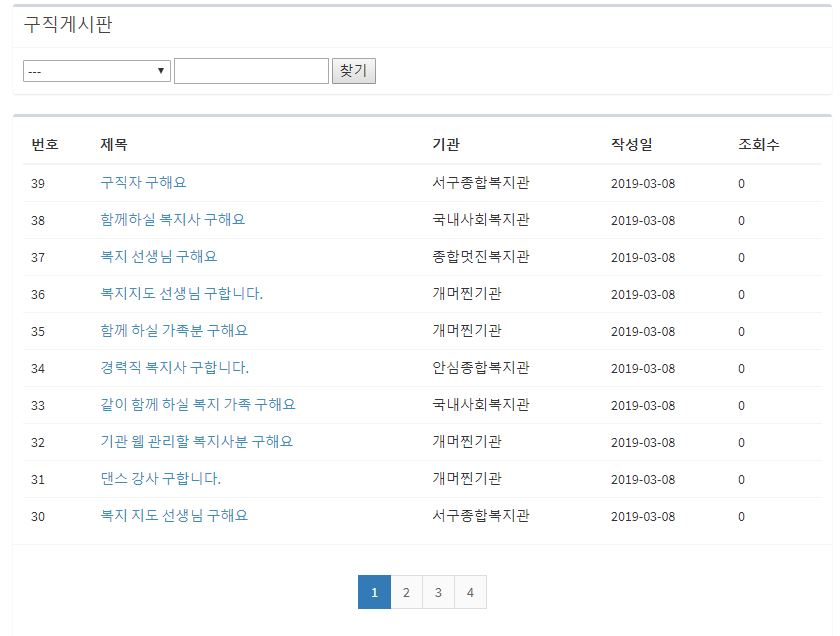 구직게시판
--- 찾기
번호 제목 기관 작성일 조회수
39 구직자 구해요 서구종합복지관 2019-03-08 0
38 함께하실 복지사 구해요 국내사회복지관 2019-03-08 0
37 복지 선생님 구해요 종합멋진복지관 2019-03-08 0
36 복지지도 선생님 구합니다. 개머찐기관 2019-03-08 0
35 함께 하실 가족분 구해요 개머찐기관 2019-03-08 0
34 경력직 복지사 구합니다. 안심종합복지관 2019-03-08 0
33 같이 함께 하실 복지 가족 구해요 국내사회복지관 2019-03-08 0
32 기관 웹 관리할 복지사분 구해요 개머찐기관 2019-03-08 0
31 댄스 강사 구합니다. 개머찐기관 2019-03-08 0
30 복지 지도 선생님 구해요 서구종합복지관 2019-03-08 0
1 2 3 4